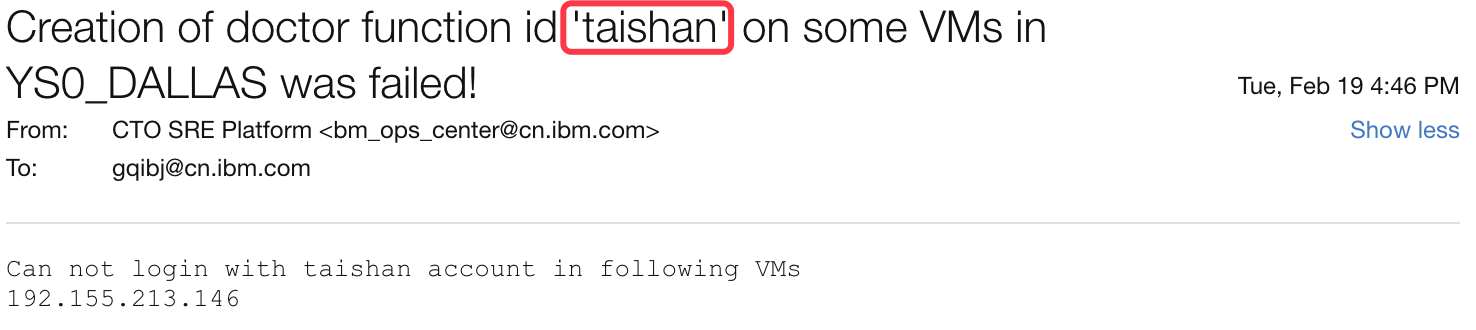 Creation of doctor function id 'taishan' on some VMs in
YS0_DALLAS was failed!
Tue, Feb 19 4:46 PM
From: CTO SRE Platform <bm_ops_center@cn.ibm.com>
Show less
To: gqibj@cn.ibm.com
Can not login with taishan account in following VMs
192.155.213.146